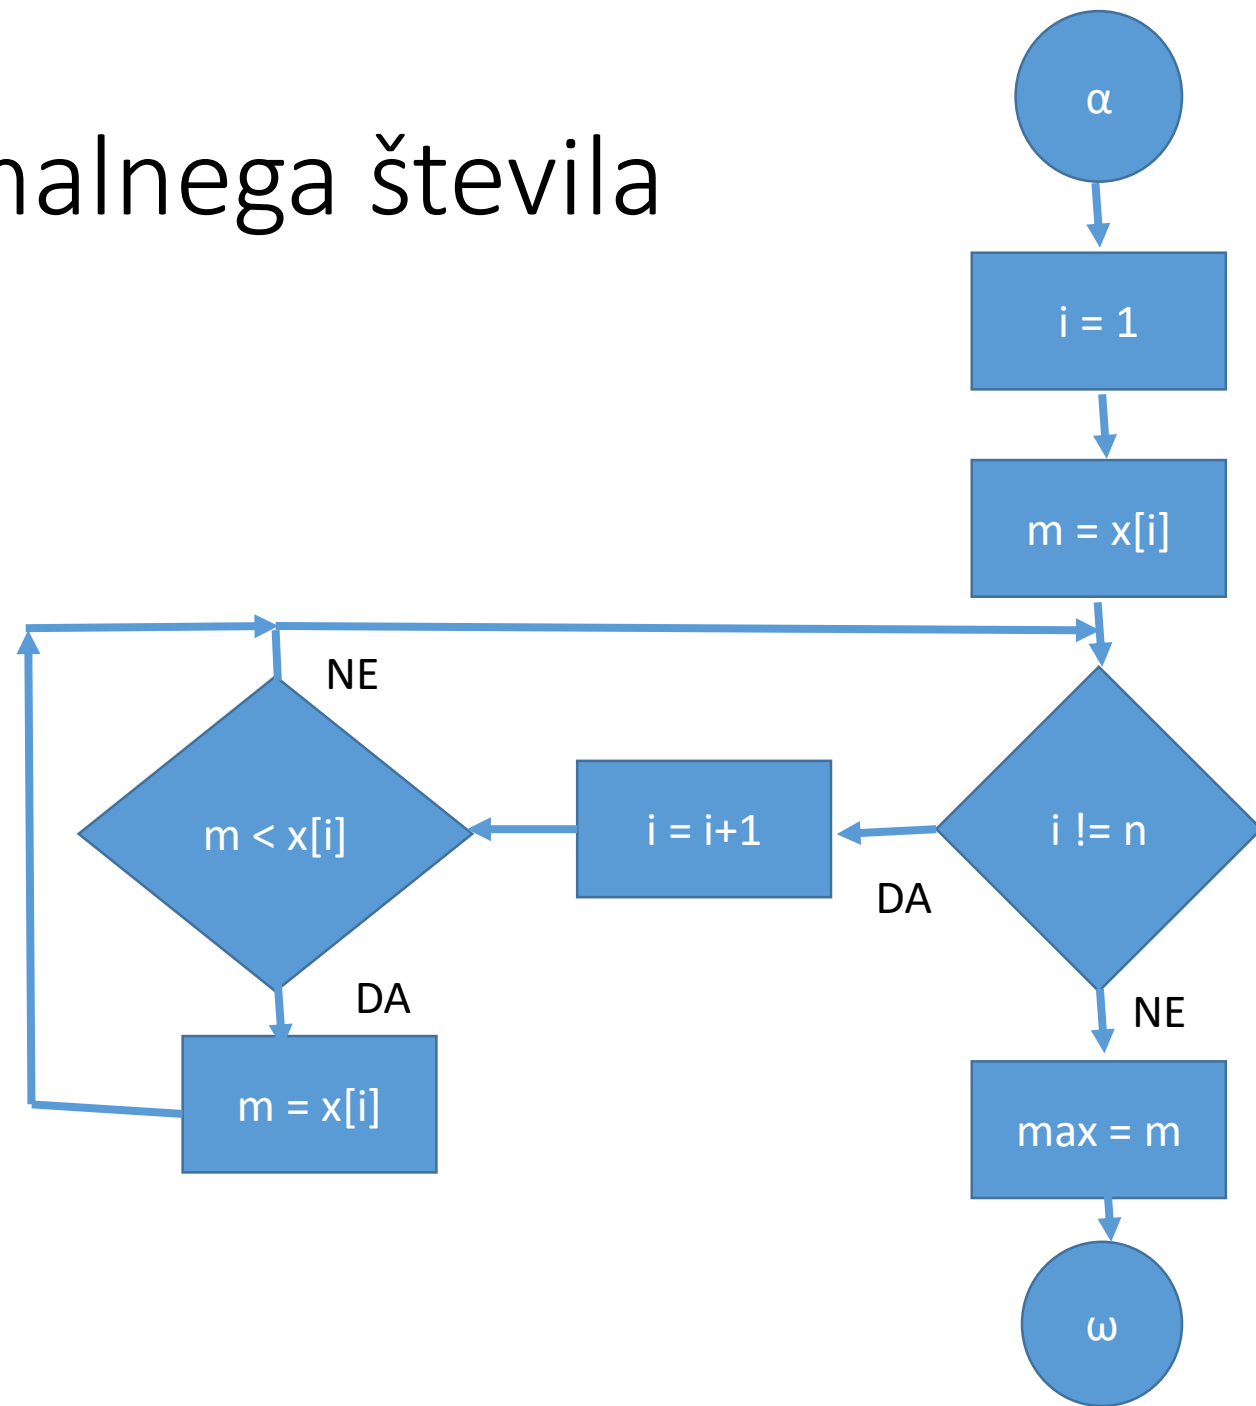 α
nalnega števila
i = 1
m = x[i]
NE
m < x[i]
i = i+1
i != n
DA
DA
NE
m = x[i]
max = m
ω